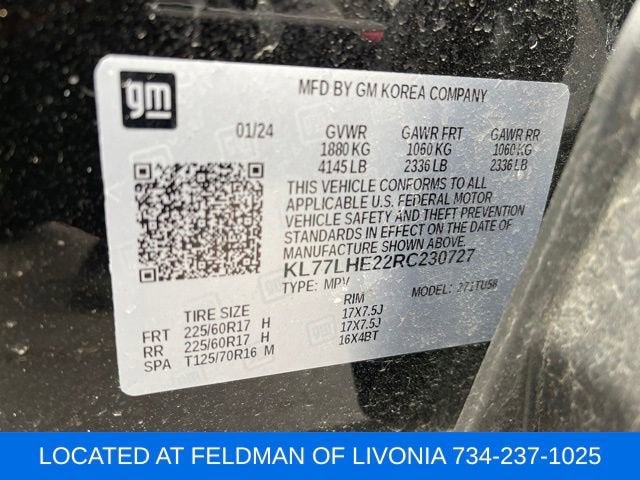 gm
MFD BY GM KOREA COMPANY
01/24 GVWR GAWR FRT GAWR RR
1880 KG 1060 KG 1060 KG
4145 LB 2336 LB 2336 LB
THIS VEHICLE CONFORMS TO ALL
APPLICABLE U.S. FEDERAL MOTOR
VEHICLE SAFETY AND THEFT PREVENTION
STANDARDS IN EFFECT ON THE DATE OF
MANUFACTURE SHOWN ABOVE.
KL77LHE22RC230727
TYPE: MPV MODEL: 271TU58
TIRE SIZE RIM
FRT 225/60R17 H 17X7.5J
RR 225/60R17 H 17X7.5J
SPA T125/70R16 M 16X4BT
LOCATED AT FELDMAN OF LIVONIA 734-237-1025